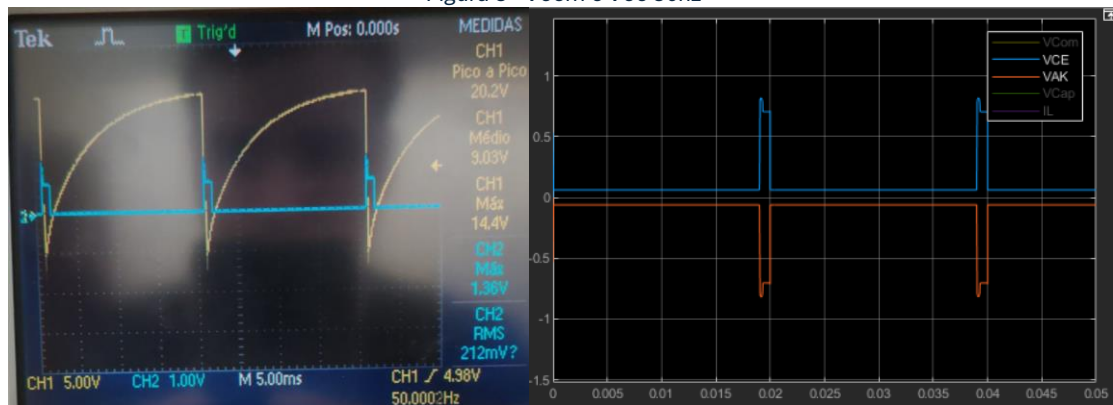 Tek
T Trig'd
M Pos: 0.000s
MEDIDAS
CH1
Pico a Pico
20.2V
CH1
Médio
9.03V
CH1
Máx
14.4V
CH2
Máx
1.36V
CH2
RMS
212mV?
CH1 5.00V
CH2 1.00V
M 5.00ms
CH1 4.98V
50.0002Hz
VCom
VCE
VAK
VCap
IL
1
0.5
0
-0.5
-1
-1.5
0 0.005 0.01 0.015 0.02 0.025 0.03 0.035 0.04 0.045 0.05